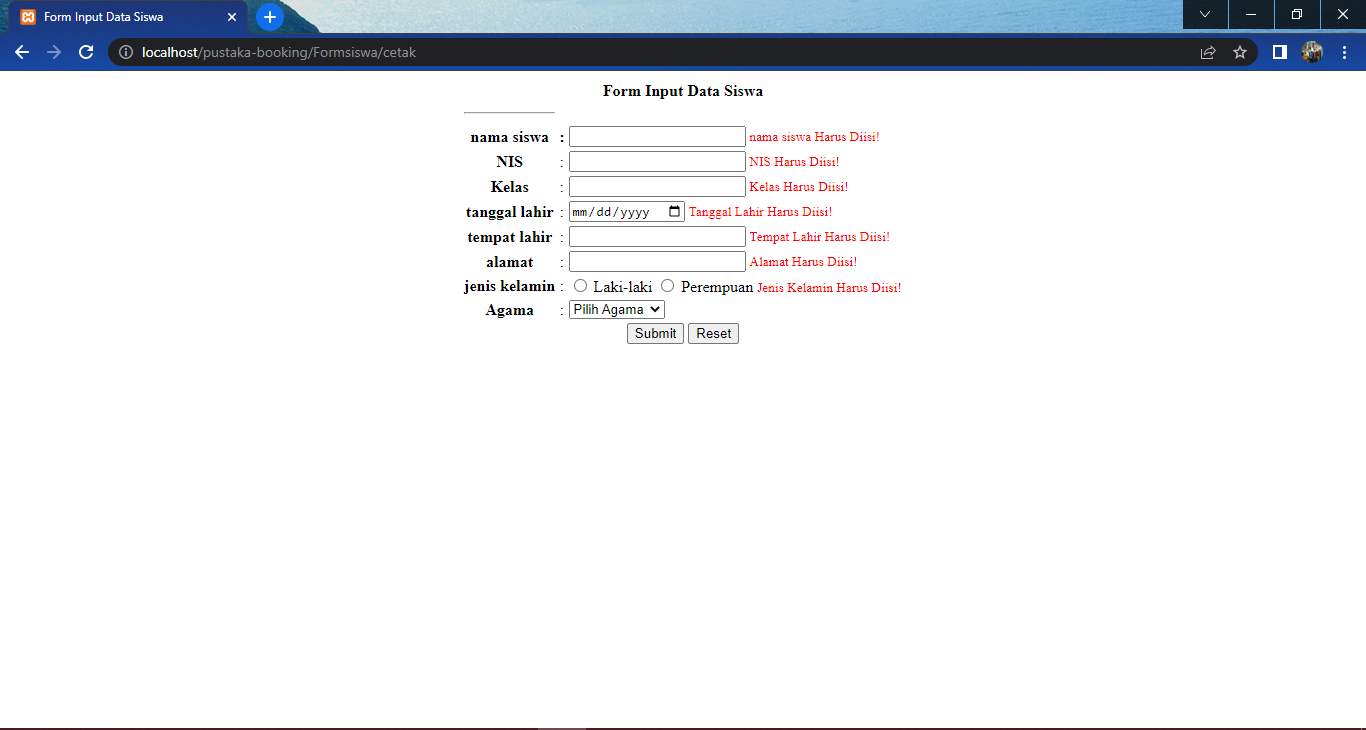 Form Input Data Siswa
localhost/pustaka-booking/Formsiswa/cetak
Form Input Data Siswa
nama siswa : nama siswa Harus Diisi!
NIS : NIS Harus Diisi!
Kelas : Kelas Harus Diisi!
tanggal lahir : mm/dd/yyyy Tanggal Lahir Harus Diisi!
tempat lahir : Tempat Lahir Harus Diisi!
alamat : Alamat Harus Diisi!
jenis kelamin : Laki-laki Perempuan Jenis Kelamin Harus Diisi!
Agama : Pilih Agama
Submit Reset